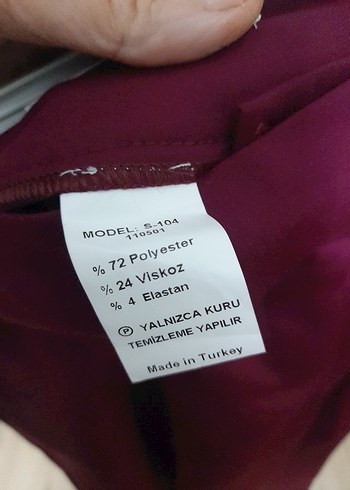 MODEL: S-104
110501
% 72 Polyester
% 24 Viskoz
% 4 Elastan
P YALNIZCA KURU
TEMİZLEME YAPILIR
Made in Turkey